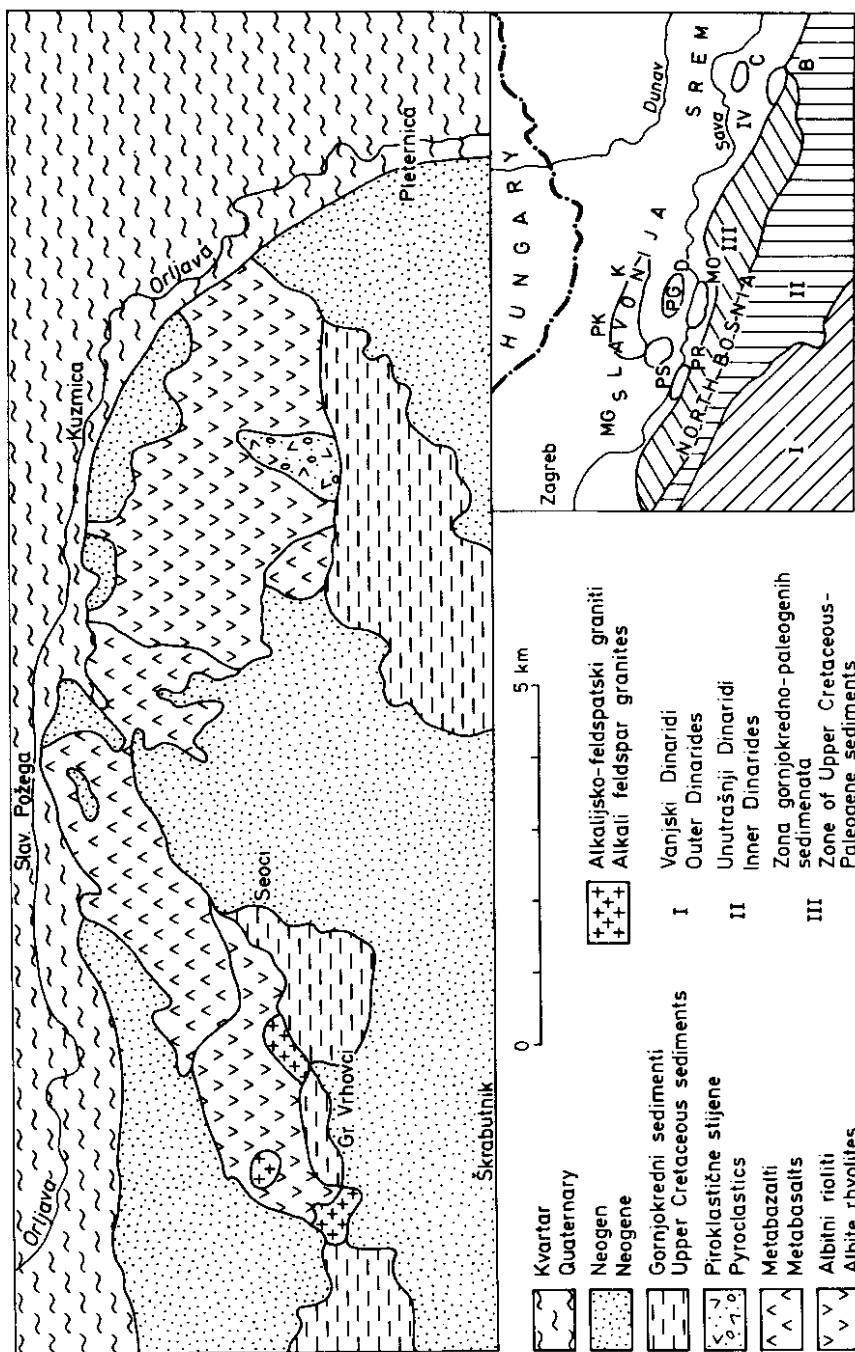 Orljava
Slav. Požega
Kuzmica
Orljava
Pleternica
Seoci
Gr. Vrhovci
Škrabutnik
Kvartar
Quaternary
Neogen
Neogene
Gornjokredni sedimenti
Upper Cretaceous sediments
Piroklastične stijene
Pyroclastics
Metabazalti
Metabasalts
Albitni rioliti
Albite rhyolites
0
5 km
Alkalijsko-feldspatski graniti
Alkali feldspar granites
I
Vanjski Dinaridi
Outer Dinarides
II
Unutrašnji Dinaridi
Inner Dinarides
III
Zona gornjokredno-paleogenih
sedimenata
Zone of Upper Cretaceous-
Paleogene sediments
HUNGARY
Zagreb
Dunav
SREM
SLAVONIJA
PK
K
MG
PS
PG
D
Sava
C
IV
B
PR
MO
NORTH BOSNIA
III
II
I